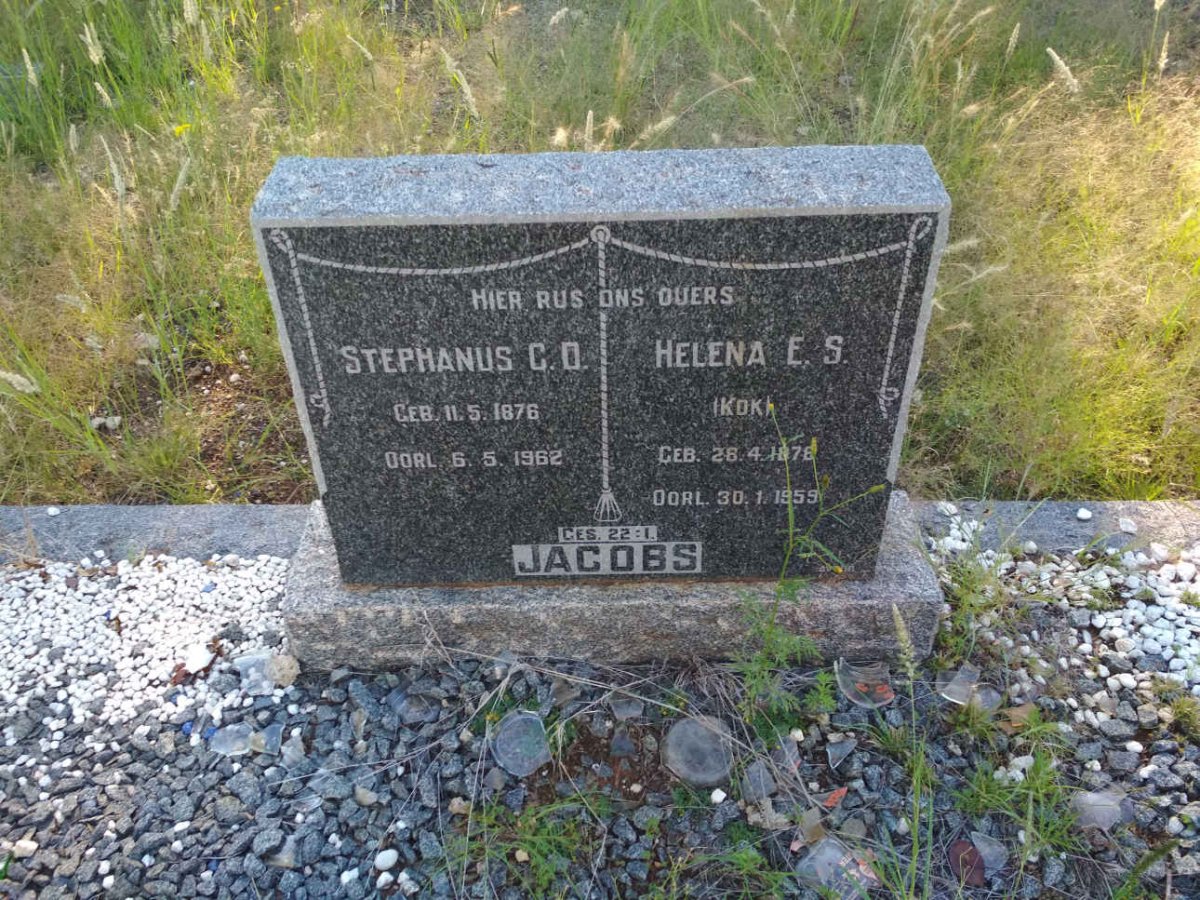 HIER RUS ONS OUERS
STEPHANUS G. D.
GEB. 11. 5. 1876
OORL. 6. 5. 1962
HELENA E. S.
(KOK)
GEB. 28. 4. 1878
OORL. 30. 1. 1959
GES. 22:1.
JACOBS